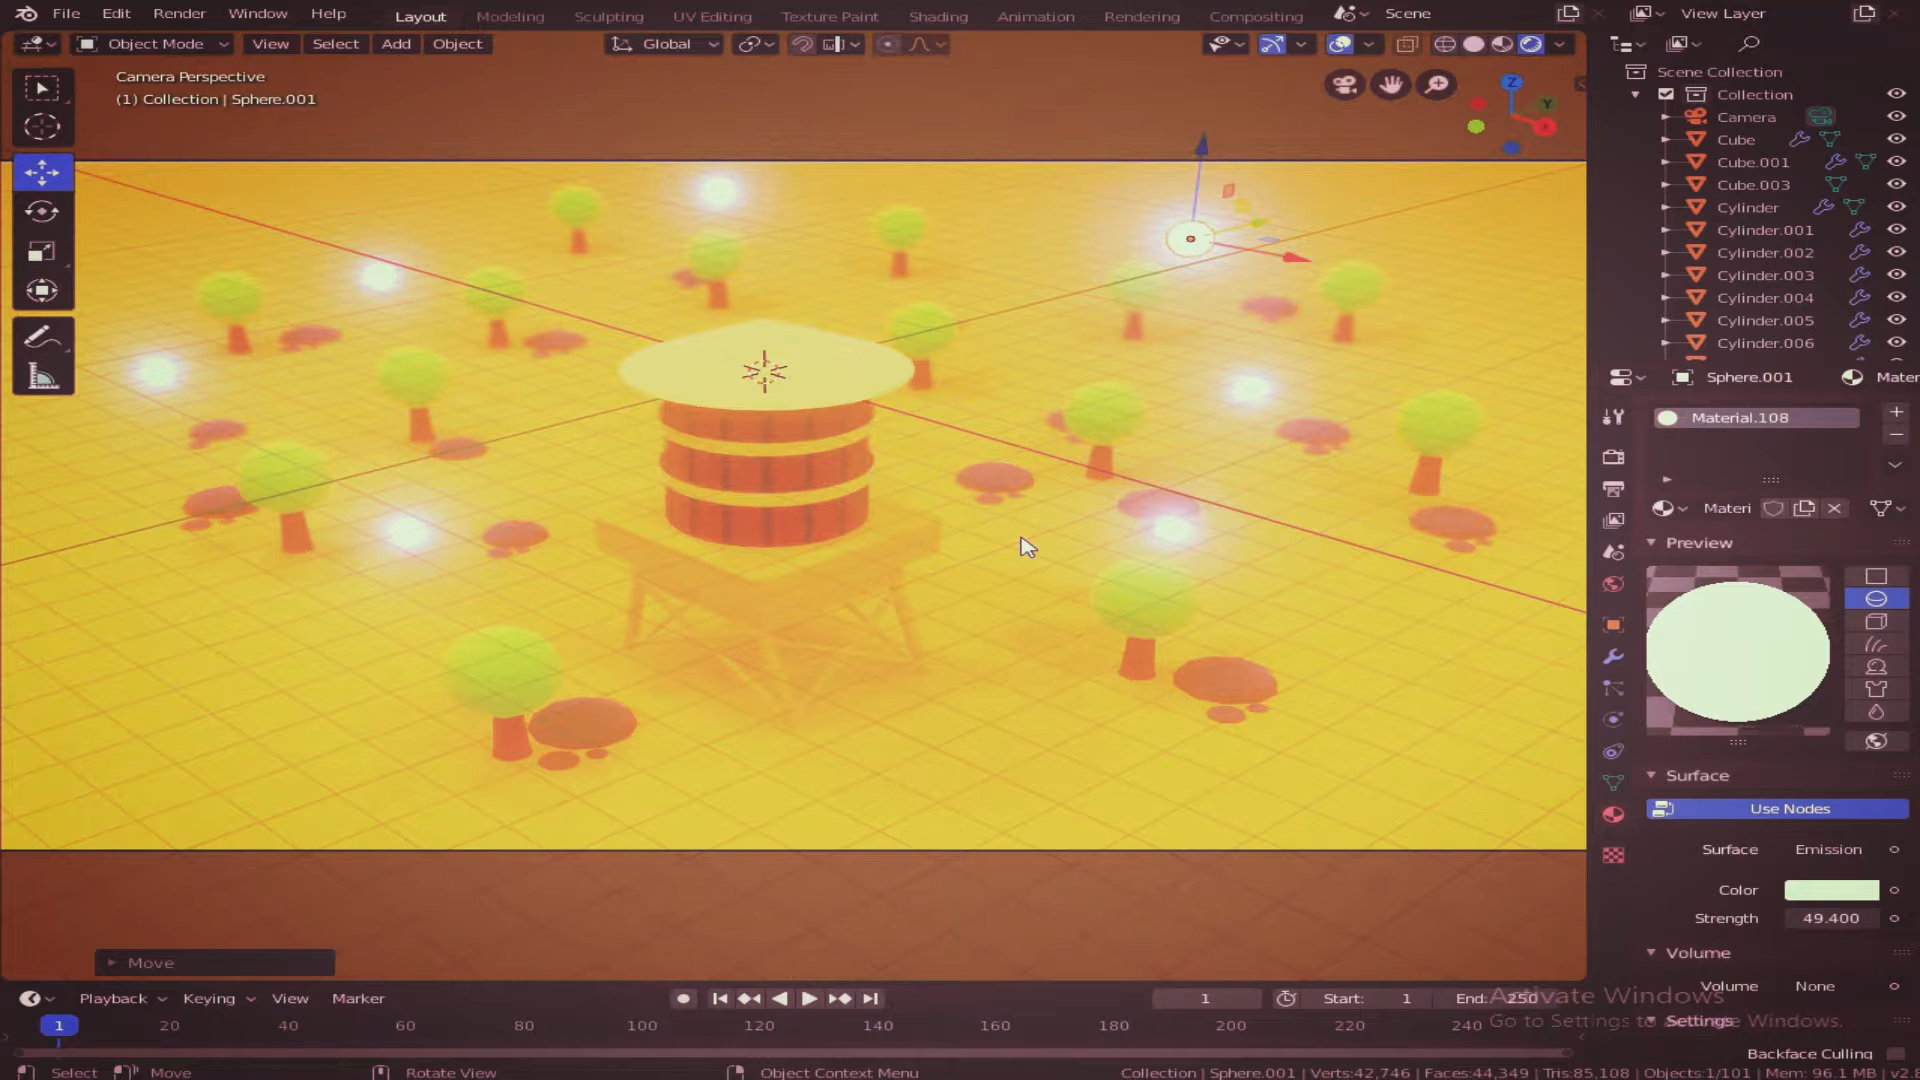 File Edit Render Window Help Layout Modeling Sculpting UV Editing Texture Paint Shading Animation Rendering Compositing Scene View Layer
Object Mode View Select Add Object Global
Camera Perspective
(1) Collection | Sphere.001
Z
Y
X
Scene Collection
Collection
Camera
Cube
Cube.001
Cube.003
Cylinder
Cylinder.001
Cylinder.002
Cylinder.003
Cylinder.004
Cylinder.005
Cylinder.006
Sphere.001 Mater
Material.108
Materi
Preview
Surface
Use Nodes
Surface Emission
Color
Strength 49.400
Volume
Volume None
Settings
Backface Culling
Move
Playback Keying View Marker 1 Start: 1 End: 250
1 20 40 60 80 100 120 140 160 180 200 220 240
Activate Windows
Go to Settings to a te Windows.
Select Move Rotate View Object Context Menu Collection | Sphere.001 | Verts:42,746 | Faces:44,349 | Tris:85,108 | Objects:1/101 | Mem: 96.1 MB | v2.8